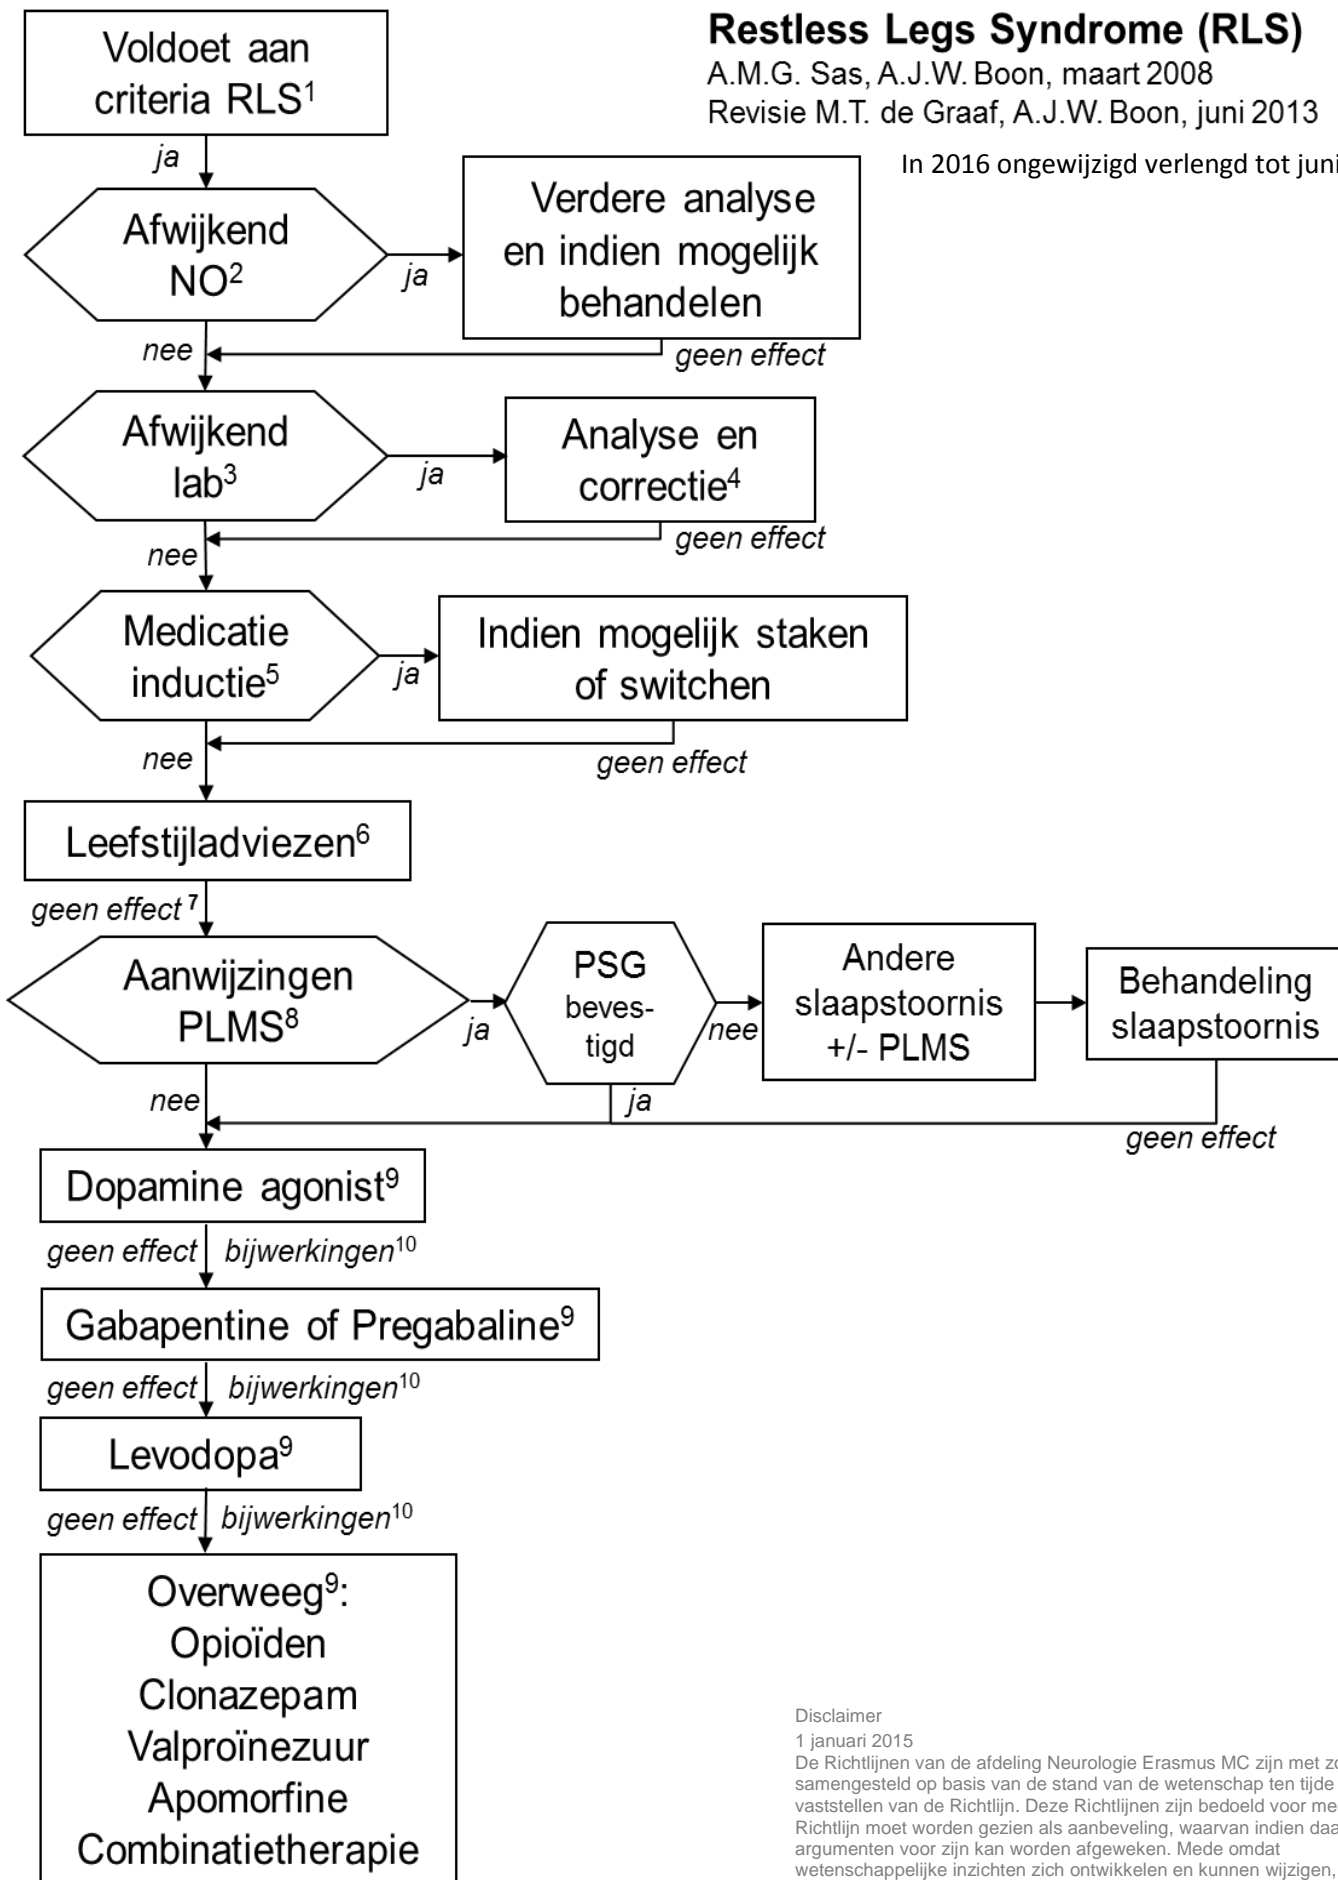 Restless Legs Syndrome (RLS)
A.M.G. Sas, A.J.W. Boon, maart 2008
Revisie M.T. de Graaf, A.J.W. Boon, juni 2013
In 2016 ongewijzigd verlengd tot juni
Voldoet aan
criteria RLS¹
ja
Afwijkend
NO²
ja
Verdere analyse
en indien mogelijk
behandelen
nee
geen effect
Afwijkend
lab³
ja
Analyse en
correctie⁴
nee
geen effect
Medicatie
inductie⁵
ja
Indien mogelijk staken
of switchen
nee
geen effect
Leefstijladviezen⁶
geen effect ⁷
Aanwijzingen
PLMS⁸
ja
PSG
beves-
tigd
nee
Andere
slaapstoornis
+/- PLMS
Behandeling
slaapstoornis
nee
ja
geen effect
Dopamine agonist⁹
geen effect bijwerkingen¹⁰
Gabapentine of Pregabaline⁹
geen effect bijwerkingen¹⁰
Levodopa⁹
geen effect bijwerkingen¹⁰
Overweeg⁹:
Opioïden
Clonazepam
Valproïnezuur
Apomorfine
Combinatietherapie
Disclaimer
1 januari 2015
De Richtlijnen van de afdeling Neurologie Erasmus MC zijn met
samengesteld op basis van de stand van de wetenschap ten tijde
vaststellen van de Richtlijn. Deze Richtlijnen zijn bedoeld voor
Richtlijn moet worden gezien als aanbeveling, waarvan indien
argumenten voor zijn kan worden afgeweken. Mede omdat
wetenschappelijke inzichten zich ontwikkelen en kunnen wijzigen,